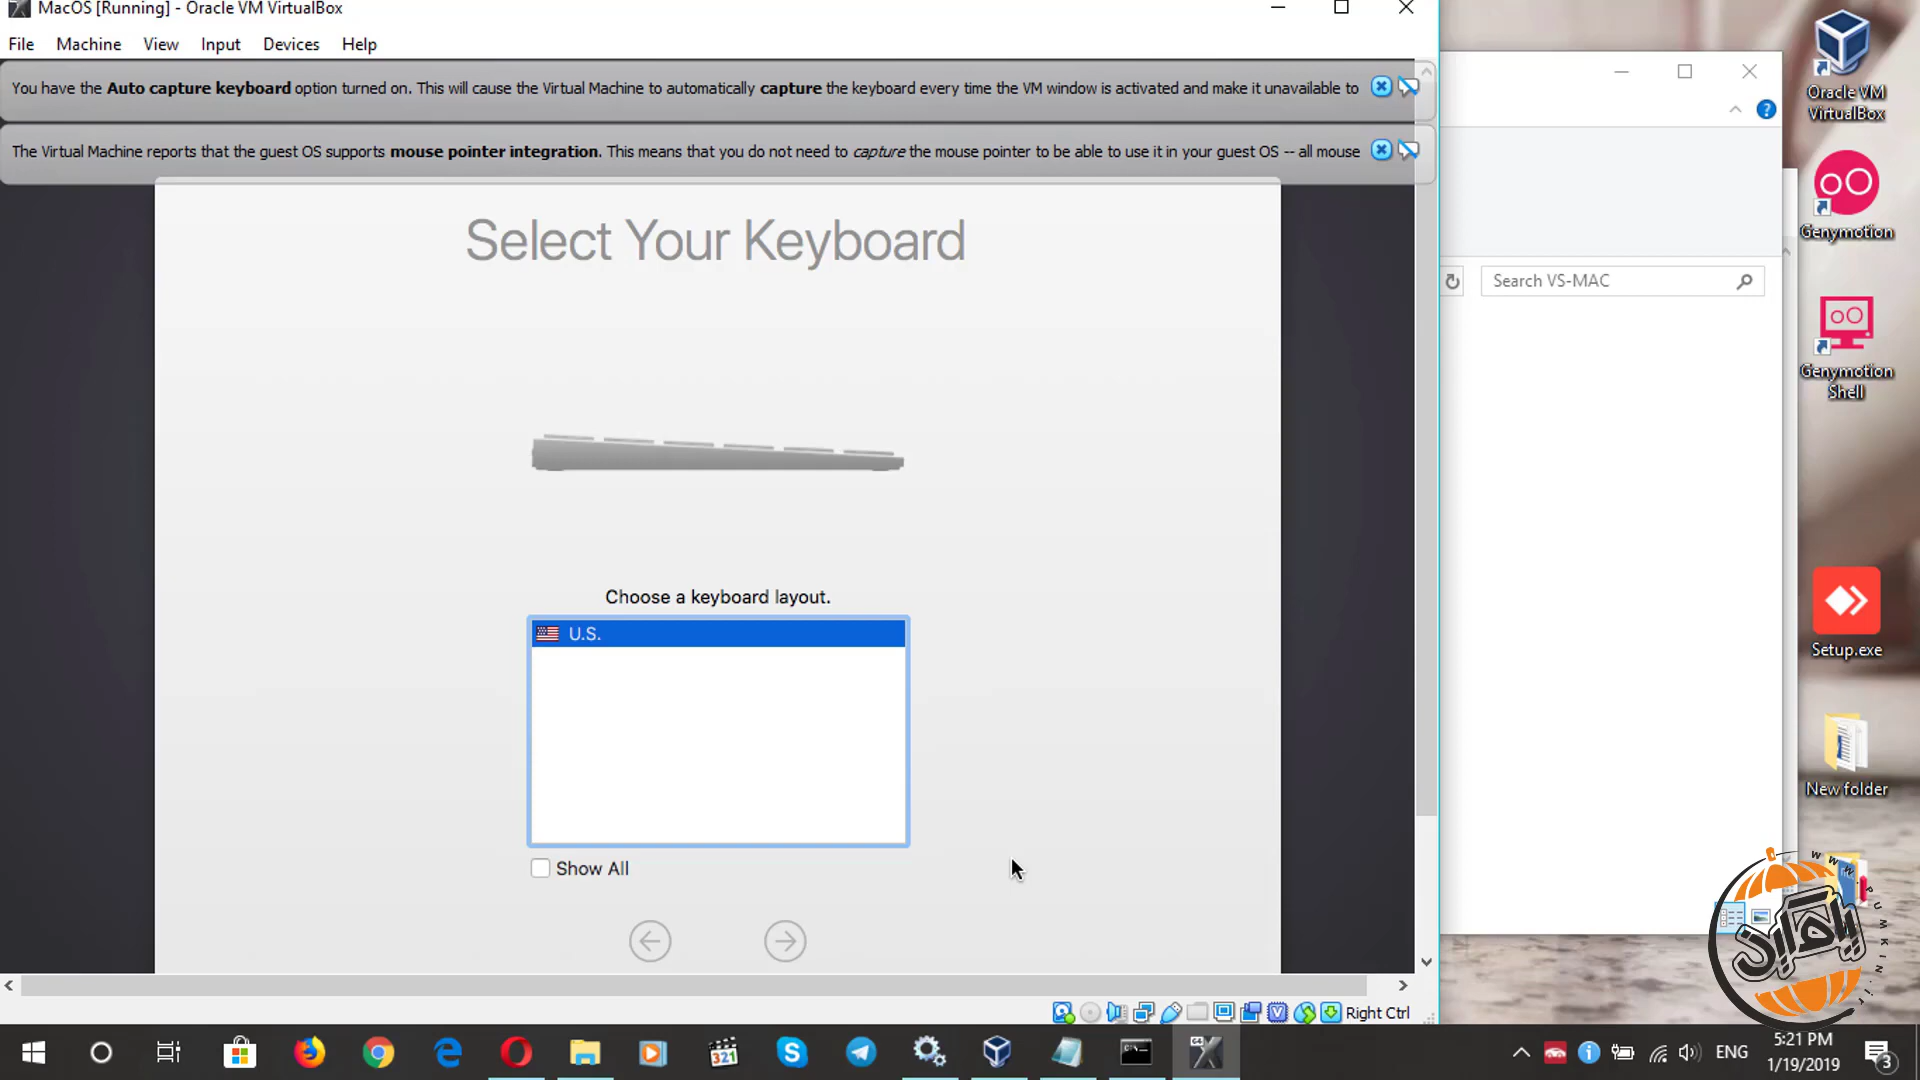 MacOS [Running] - Oracle VM VirtualBox
File Machine View Input Devices Help
You have the Auto capture keyboard option turned on. This will cause the Virtual Machine to automatically capture the keyboard every time the VM window is activated and make it unavailable to
The Virtual Machine reports that the guest OS supports mouse pointer integration. This means that you do not need to capture the mouse pointer to be able to use it in your guest OS -- all mouse
Select Your Keyboard
Choose a keyboard layout.
U.S.
Show All
Right Ctrl
Search VS-MAC
Oracle VM
VirtualBox
Genymotion
Genymotion
Shell
Setup.exe
New folder
www.PUMKIN.ir
321
ENG
5:21 PM
1/19/2019
3